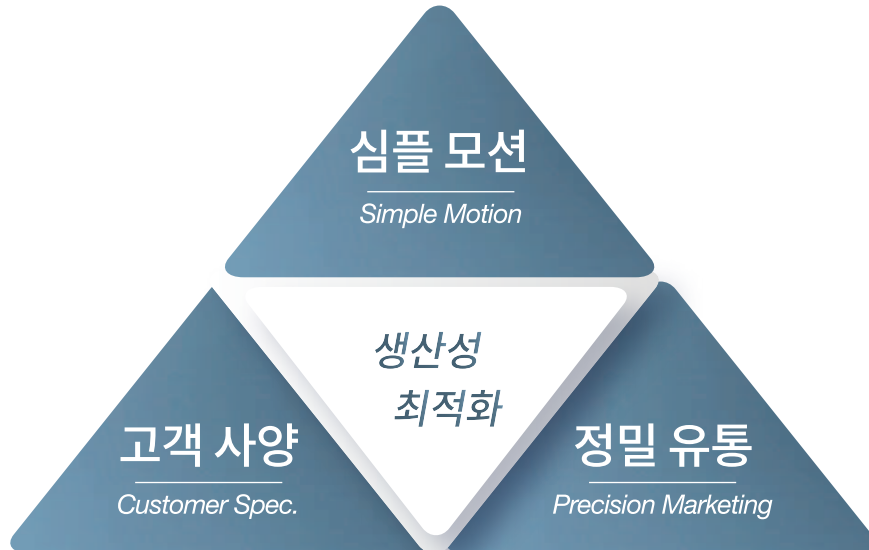 심플 모션
Simple Motion
생산성
최적화
고객 사양
Customer Spec.
정밀 유통
Precision Marketing